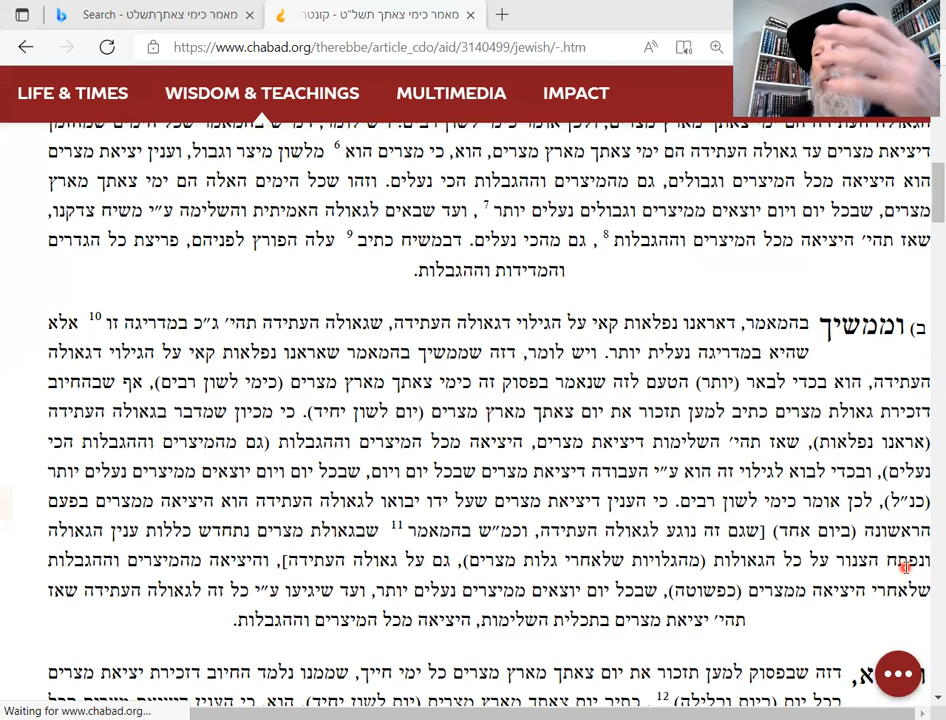 Search - מאמר כימי צאתךתשלט
מאמר כימי צאתך תשל"ט - קונטר
https://www.chabad.org/therebbe/article_cdo/aid/3140499/jewish/-.htm
LIFE & TIMES
WISDOM & TEACHINGS
MULTIMEDIA
IMPACT
דיציאת מצרים עד גאולה העתידה הם ימי צאתך מארץ מצרים, הוא, כי מצרים הוא 6 מלשון מיצר וגבול, וענין יציאת מצרים
הוא היציאה מכל המיצרים וגבולים, גם מהמיצרים וההגבלות הכי נעלים. וזהו שכל הימים האלה הם ימי צאתך מארץ
מצרים, שבכל יום ויום יוצאים ממיצרים וגבולים נעלים יותר 7, ועד שבאים לגאולה האמיתית והשלימה ע״י משיח צדקנו,
שאז תהי׳ היציאה מכל המיצרים וההגבלות 8, גם מהכי נעלים. דבמשיח כתיב 9 עלה הפורץ לפניהם, פריצת כל הגדרים
והמדידות וההגבלות.
ב) וממשיך בהמאמר, דאראנו נפלאות קאי על הגילוי דגאולה העתידה, שגאולה העתידה תהי׳ ג״כ במדריגה זו 10 אלא
שהיא במדריגה נעלית יותר. ויש לומר, דזה שממשיך בהמאמר שאראנו נפלאות קאי על הגילוי דגאולה
העתידה, הוא בכדי לבאר (יותר) הטעם לזה שנאמר בפסוק זה כימי צאתך מארץ מצרים (כימי לשון רבים), אף שבהחיוב
דזכירת גאולת מצרים כתיב למען תזכור את יום צאתך מארץ מצרים (יום לשון יחיד). כי מכיון שמדבר בגאולה העתידה
(אראנו נפלאות), שאז תהי׳ השלימות דיציאת מצרים, היציאה מכל המיצרים וההגבלות (גם מהמיצרים וההגבלות הכי
נעלים), ובכדי לבוא לגילוי זה הוא ע״י העבודה דיציאת מצרים שבכל יום ויום, שבכל יום ויום יוצאים ממיצרים נעלים יותר
(כנ״ל), לכן אומר כימי לשון רבים. כי הענין דיציאת מצרים שעל ידו יבואו לגאולה העתידה הוא היציאה ממצרים בפעם
הראשונה (ביום אחד) [שגם זה נוגע לגאולה העתידה, וכמ״ש בהמאמר 11 שבגאולת מצרים נתחדש כללות ענין הגאולה
ונפתח הצנור על כל הגאולות (מהגלויות שלאחרי גלות מצרים), גם על גאולה העתידה], והיציאה מהמיצרים וההגבלות
שלאחרי היציאה ממצרים (כפשוטה), שבכל יום יוצאים ממיצרים נעלים יותר, ועד שיגיעו ע״י כל זה לגאולה העתידה שאז
תהי׳ יציאת מצרים בתכלית השלימות, היציאה מכל המיצרים וההגבלות.
דזה שבפסוק למען תזכור את יום צאתך מארץ מצרים כל ימי חייך, שממנו נלמד החיוב דזכירת יציאת מצרים
Waiting for www.chabad.org...